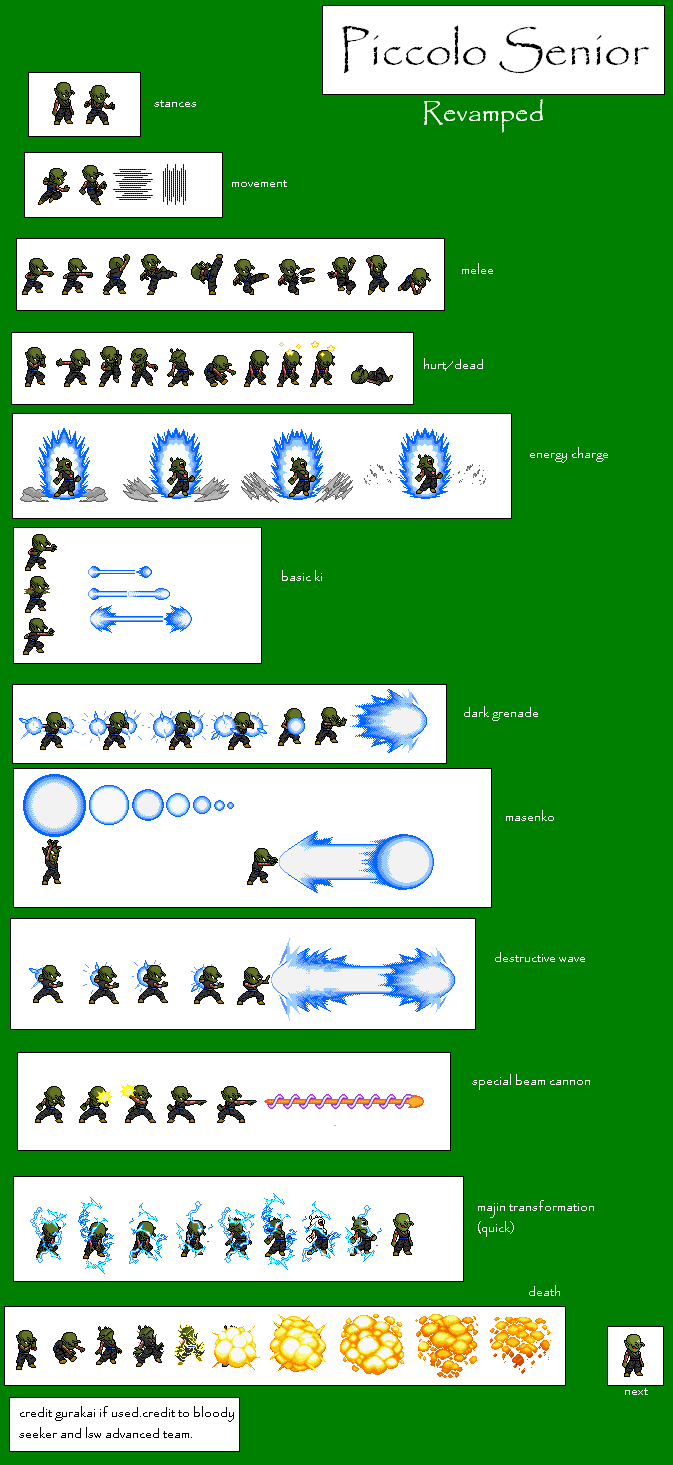 Piccolo Senior
Revamped
stances
movement
melee
hurt/dead
energy charge
basic ki
dark grenade
masenko
destructive wave
special beam cannon
majin transformation
(quick)
death
next
credit gurakai if used.credit to bloody
seeker and lsw advanced team.